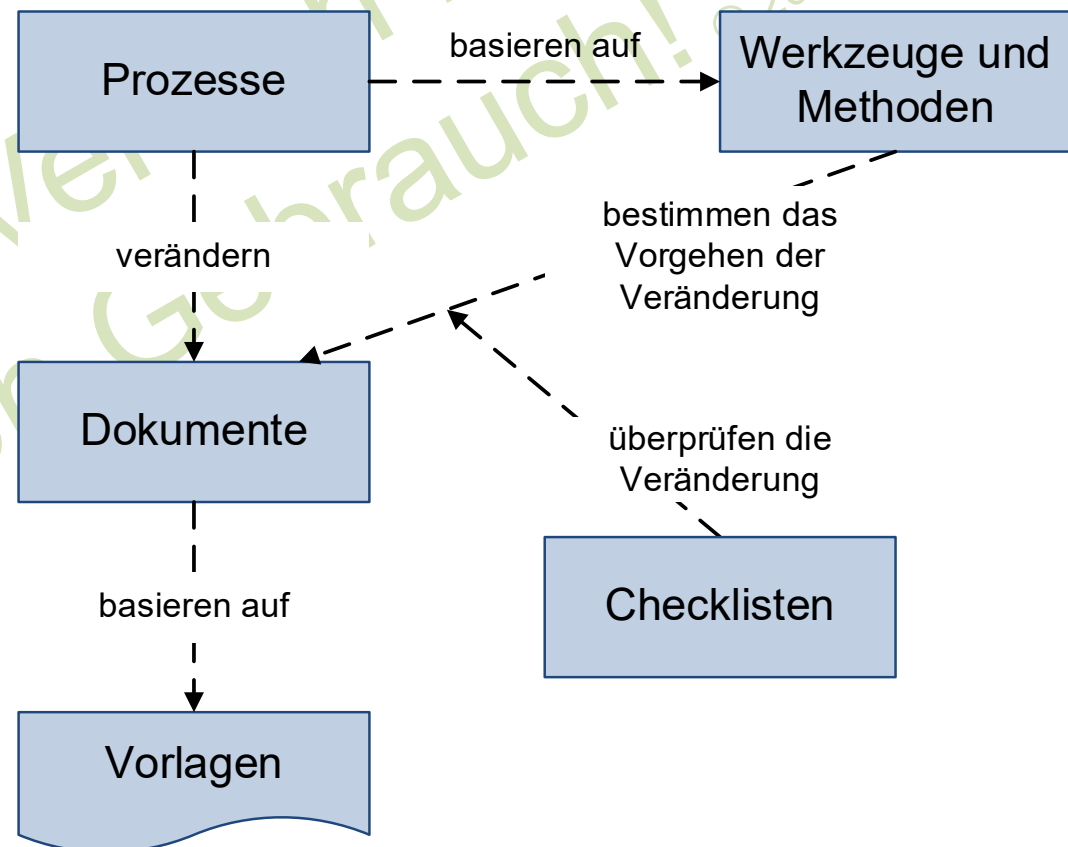 Prozesse
basieren auf
Werkzeuge und
Methoden
verändern
bestimmen das
Vorgehen der
Veränderung
Dokumente
überprüfen die
Veränderung
basieren auf
Checklisten
Vorlagen